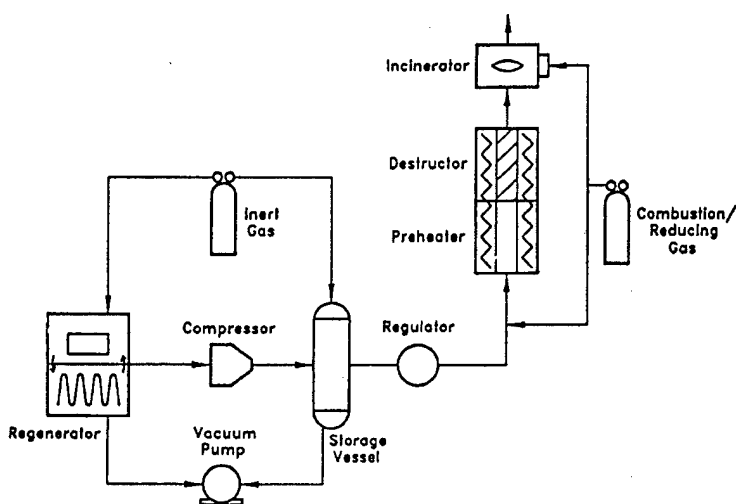 Incinerator
Destructor
Preheater
Combustion/
Reducing
Gas
Inert
Gas
Compressor
Regulator
Regenerator
Vacuum
Pump
Storage
Vessel